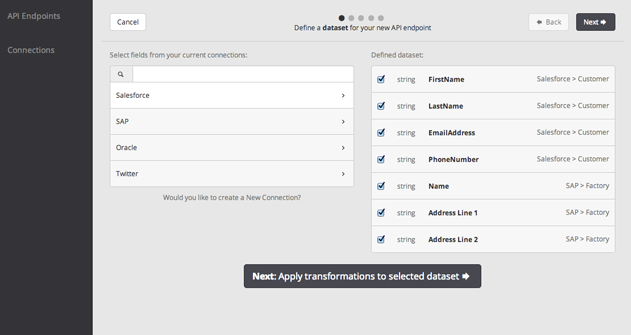 API Endpoints
Connections
Cancel
Define a dataset for your new API endpoint
Back
Next
Select fields from your current connections:
Salesforce
SAP
Oracle
Twitter
Would you like to create a New Connection?
Defined dataset:
string FirstName Salesforce > Customer
string LastName Salesforce > Customer
string EmailAddress Salesforce > Customer
string PhoneNumber Salesforce > Customer
string Name SAP > Factory
string Address Line 1 SAP > Factory
string Address Line 2 SAP > Factory
Next: Apply transformations to selected dataset